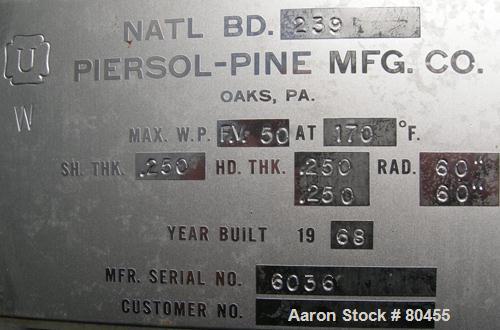 NATL BD. 239
U
PIERSOL-PINE MFG. CO.
OAKS, PA.
W
MAX. W.P. F.V. 50 AT 170 °F.
SH. THK. .250 HD. THK. .250 RAD. 60"
.250 60"
YEAR BUILT 19 68
MFR. SERIAL NO. 6036
CUSTOMER NO.
Aaron Stock # 80455